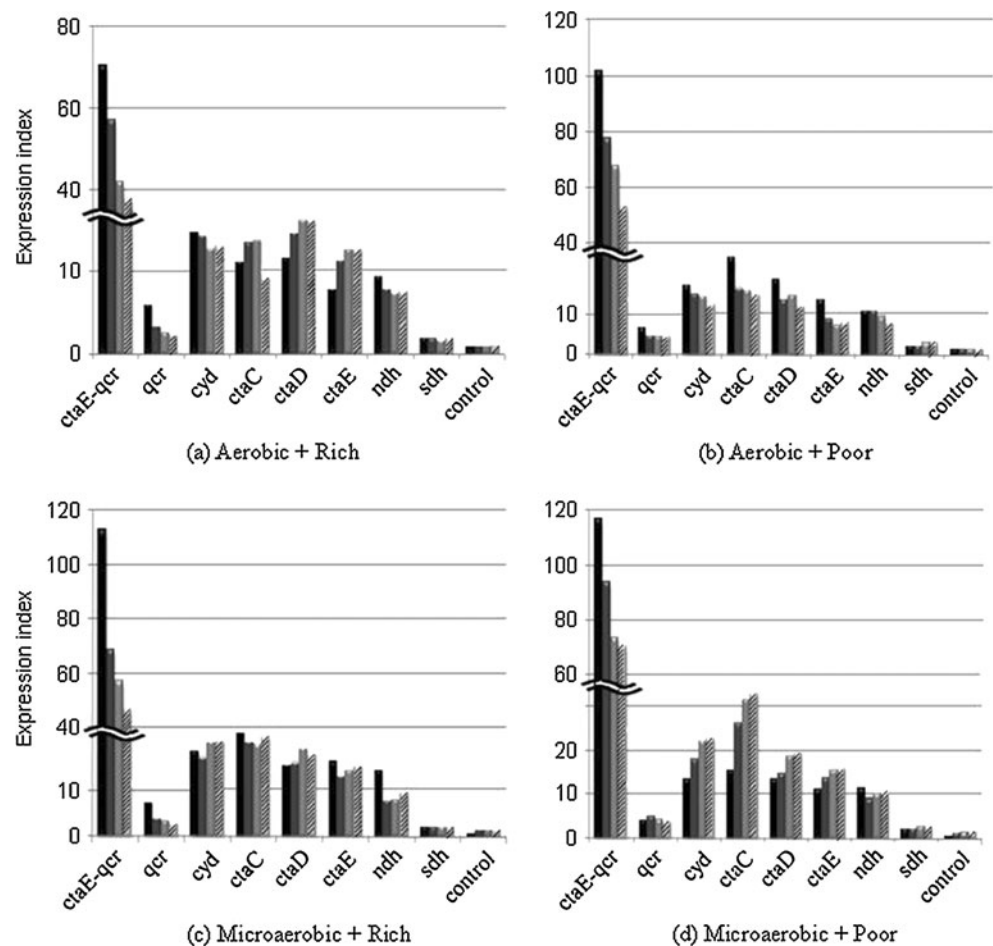 Expression index
80
60
40
10
0
ctaE-qcr
qcr
cyd
ctaC
ctaD
ctaE
ndh
sdh
control
(a) Aerobic + Rich
120
100
80
60
40
10
0
ctaE-qcr
qcr
cyd
ctaC
ctaD
ctaE
ndh
sdh
control
(b) Aerobic + Poor
Expression index
120
100
80
60
40
10
0
ctaE-qcr
qcr
cyd
ctaC
ctaD
ctaE
ndh
sdh
control
(c) Microaerobic + Rich
120
100
80
60
20
10
0
ctaE-qcr
qcr
cyd
ctaC
ctaD
ctaE
ndh
sdh
control
(d) Microaerobic + Poor